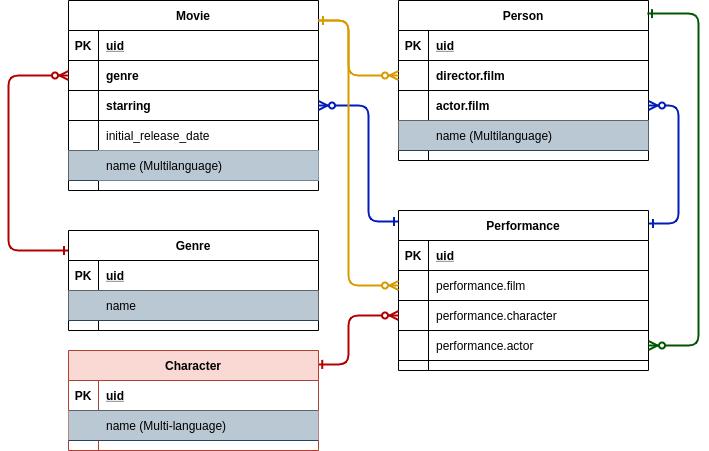 Movie
PK uid
genre
starring
initial_release_date
name (Multilanguage)
Genre
PK uid
name
Character
PK uid
name (Multi-language)
Person
PK uid
director.film
actor.film
name (Multilanguage)
Performance
PK uid
performance.film
performance.character
performance.actor